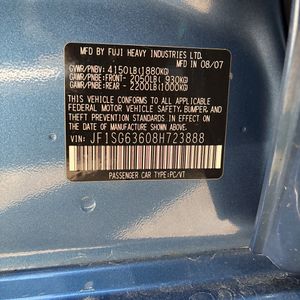 MFD BY FUJI HEAVY INDUSTRIES LTD.
MFD IN 08/07
GVWR/PNBV: 4150LB(1880KG)
GAWR/PNBE:FRONT- 2050LB( 930KG)
GAWR/PNBE:REAR - 2200LB(1000KG)
THIS VEHICLE CONFORMS TO ALL APPLICABLE
FEDERAL MOTOR VEHICLE SAFETY, BUMPER, AND
THEFT PREVENTION STANDARDS IN EFFECT ON
THE DATE OF MANUFACTURE SHOWN ABOVE.
VIN: JF1SG63608H723888
PASSENGER CAR TYPE:PC/VT